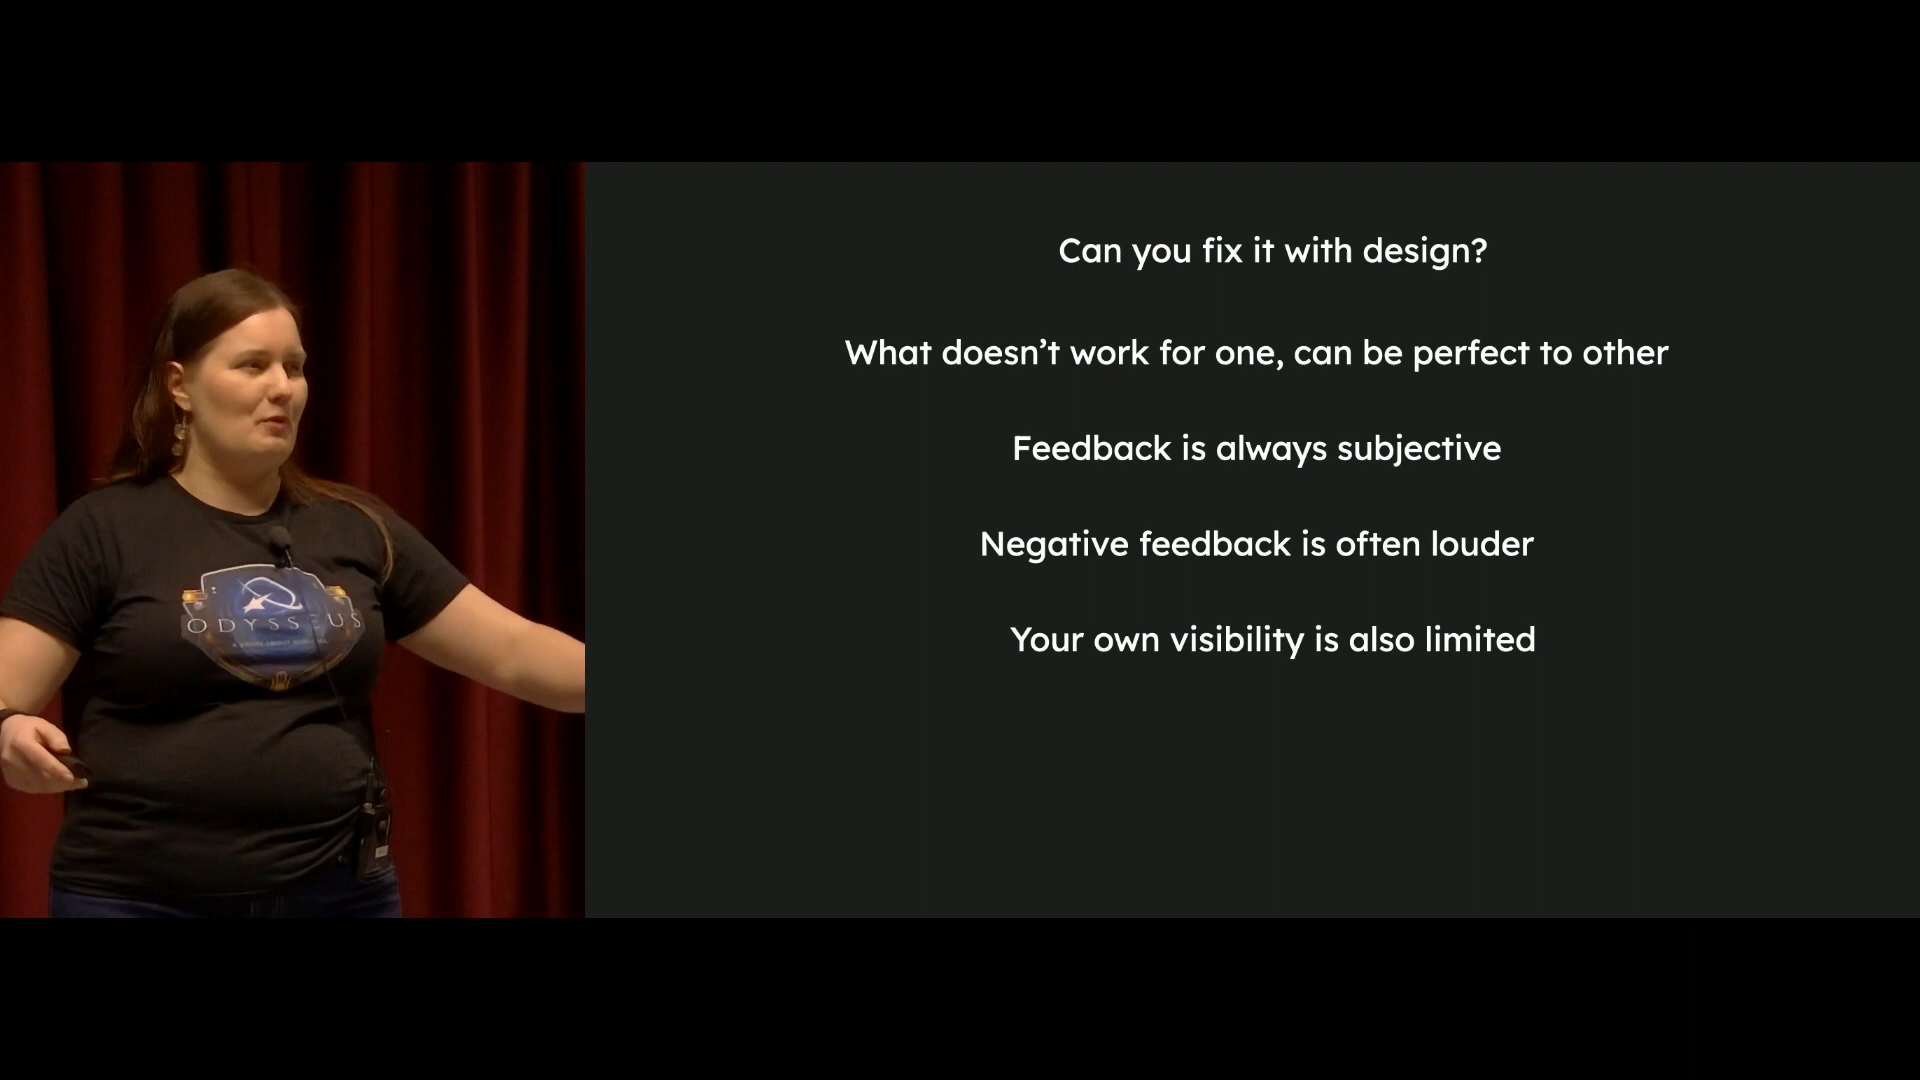 Can you fix it with design?
What doesn’t work for one, can be perfect to other
Feedback is always subjective
Negative feedback is often louder
Your own visibility is also limited
ODYSSEUS